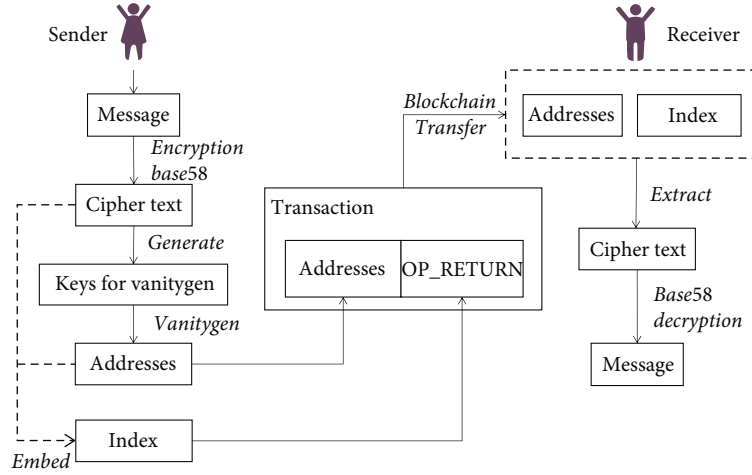 Sender
Message
Encryption
base58
Cipher text
Generate
Keys for vanitygen
Vanitygen
Addresses
Index
Embed
Transaction
Addresses
OP_RETURN
Blockchain
Transfer
Receiver
Addresses
Index
Extract
Cipher text
Base58
decryption
Message